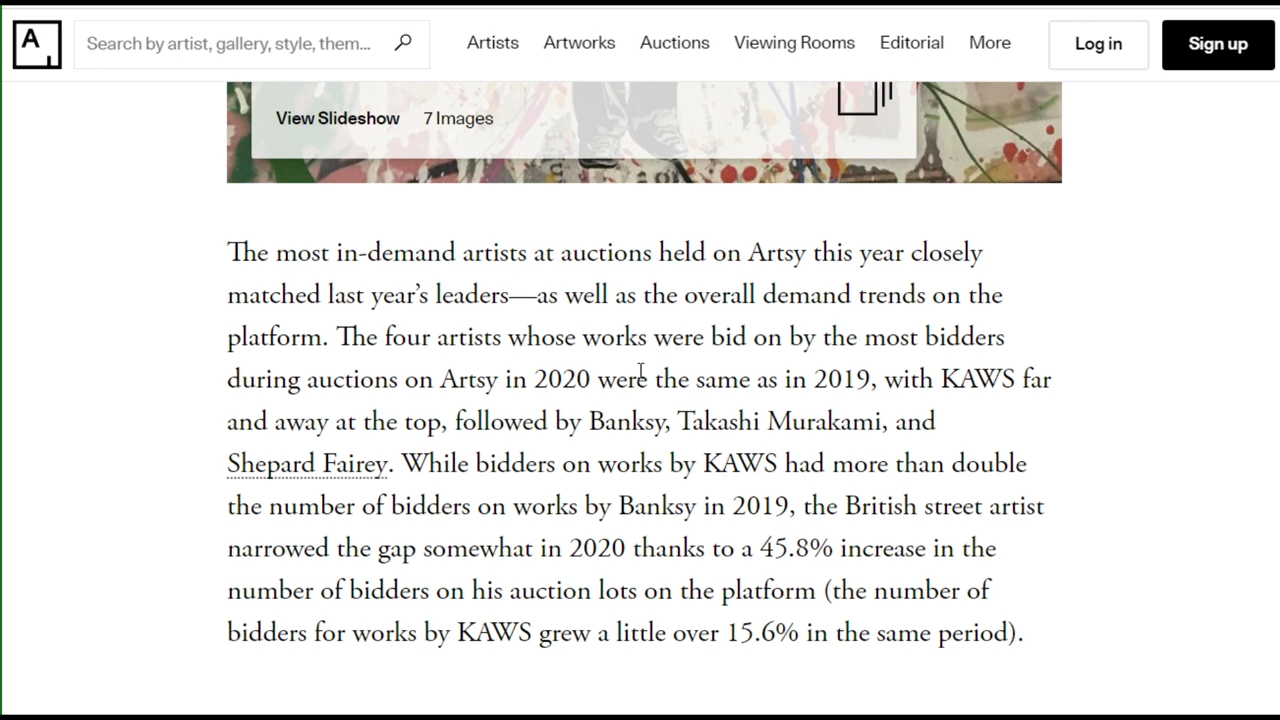 A
Search by artist, gallery, style, them... Artists Artworks Auctions Viewing Rooms Editorial More Log in Sign up
View Slideshow 7 Images
The most in-demand artists at auctions held on Artsy this year closely
matched last year’s leaders—as well as the overall demand trends on the
platform. The four artists whose works were bid on by the most bidders
during auctions on Artsy in 2020 were the same as in 2019, with KAWS far
and away at the top, followed by Banksy, Takashi Murakami, and
Shepard Fairey. While bidders on works by KAWS had more than double
the number of bidders on works by Banksy in 2019, the British street artist
narrowed the gap somewhat in 2020 thanks to a 45.8% increase in the
number of bidders on his auction lots on the platform (the number of
bidders for works by KAWS grew a little over 15.6% in the same period).